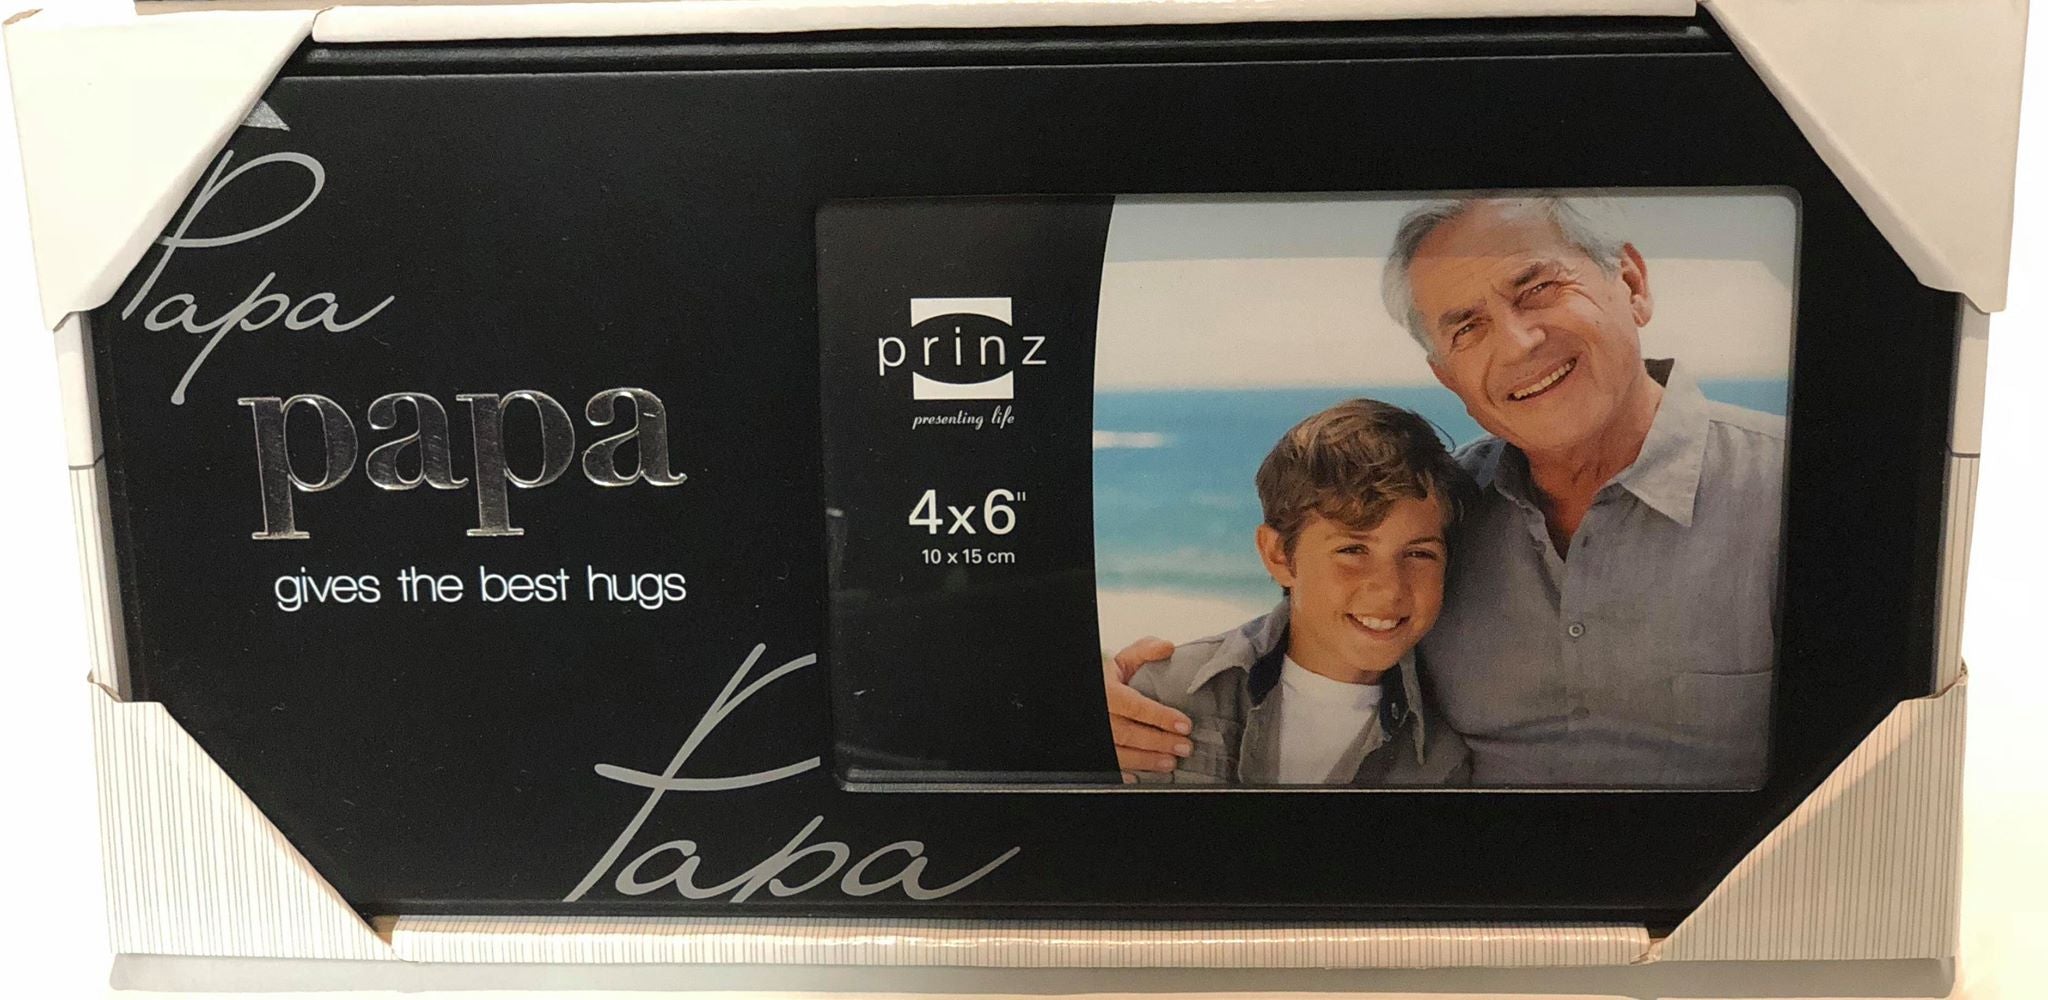 Papa
papa
gives the best hugs
Papa
prinz
presenting life
4x6"
10 x 15 cm